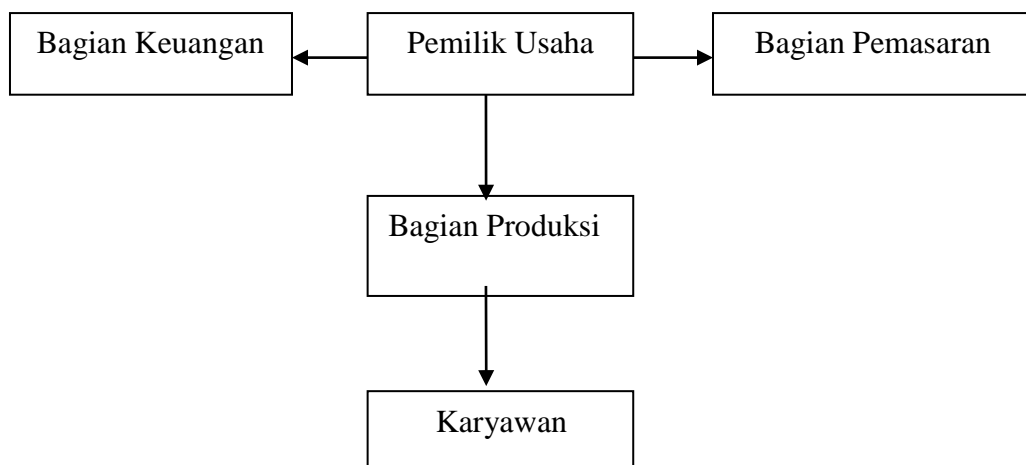 Bagian Keuangan
Pemilik Usaha
Bagian Pemasaran
Bagian Produksi
Karyawan